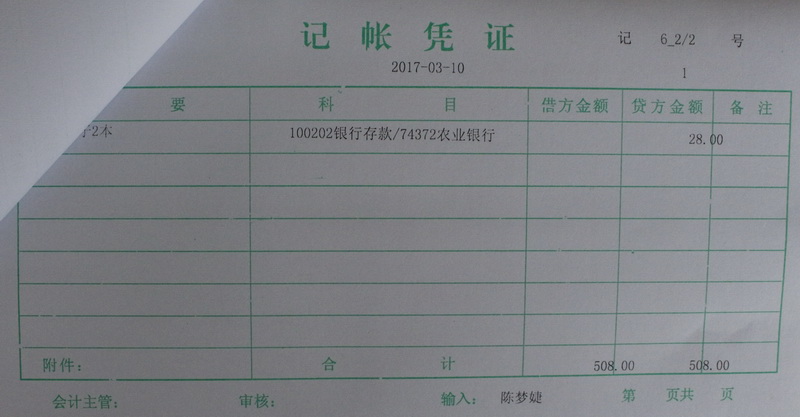 记帐凭证
记 6_2/2 号
2017-03-10
1
要 科目 借方金额 贷方金额 备注
2本 100202银行存款/74372农业银行 28.00
附件： 合计 508.00 508.00
会计主管： 审核： 输入： 陈梦婕 第 页共 页